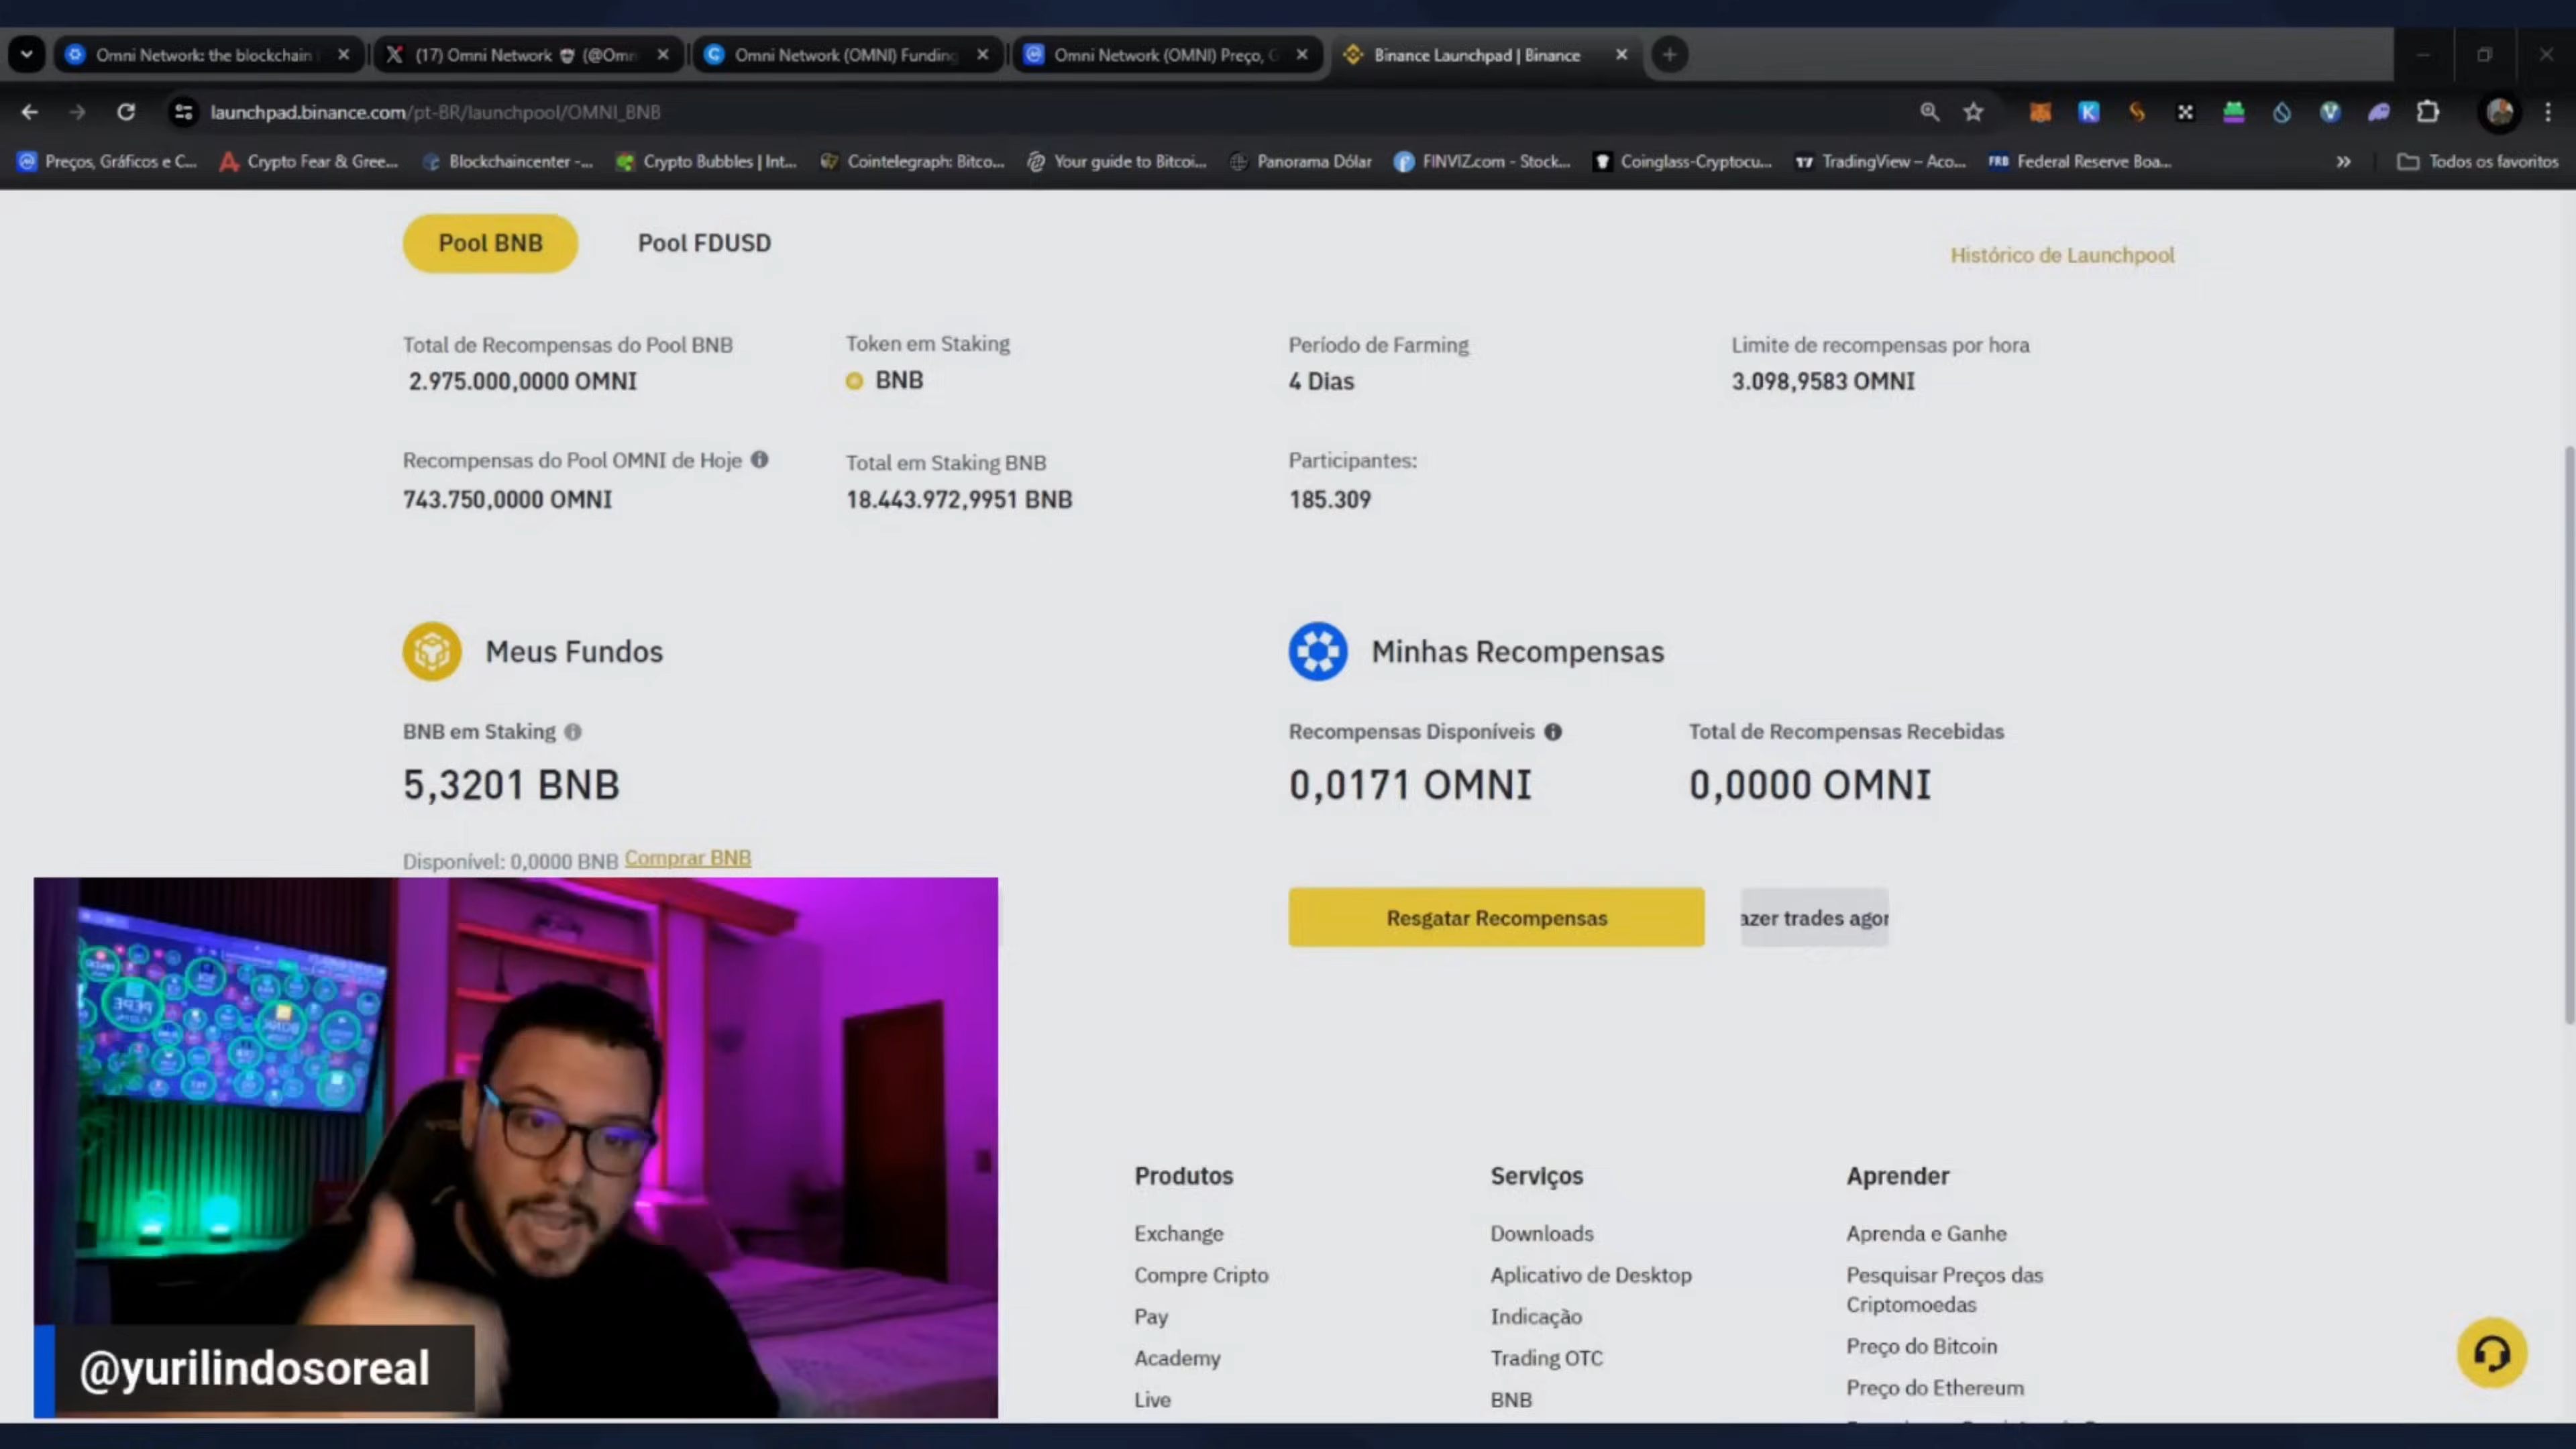 Omni Network: the blockchain
(17) Omni Network (@Omn
Omni Network (OMNI) Funding
Omni Network (OMNI) Preço, G
Binance Launchpad | Binance
launchpad.binance.com/pt-BR/launchpool/OMNI_BNB
Preços, Gráficos e C...
Crypto Fear & Gree...
Blockchaincenter -...
Crypto Bubbles | Int...
Cointelegraph: Bitco...
Your guide to Bitcoi...
Panorama Dólar
FINVIZ.com - Stock...
Coinglass-Cryptocu...
TradingView – Aco...
FRB Federal Reserve Boa...
Todos os favoritos
Pool BNB
Pool FDUSD
Histórico de Launchpool
Total de Recompensas do Pool BNB
2.975.000,0000 OMNI
Token em Staking
BNB
Período de Farming
4 Dias
Limite de recompensas por hora
3.098,9583 OMNI
Recompensas do Pool OMNI de Hoje
743.750,0000 OMNI
Total em Staking BNB
18.443.972,9951 BNB
Participantes:
185.309
Meus Fundos
BNB em Staking
5,3201 BNB
Disponível: 0,0000 BNB Comprar BNB
Minhas Recompensas
Recompensas Disponíveis
0,0171 OMNI
Total de Recompensas Recebidas
0,0000 OMNI
Resgatar Recompensas
azer trades agor
@yurilindosoreal
Produtos
Exchange
Compre Cripto
Pay
Academy
Live
Serviços
Downloads
Aplicativo de Desktop
Indicação
Trading OTC
BNB
Aprender
Aprenda e Ganhe
Pesquisar Preços das
Criptomoedas
Preço do Bitcoin
Preço do Ethereum